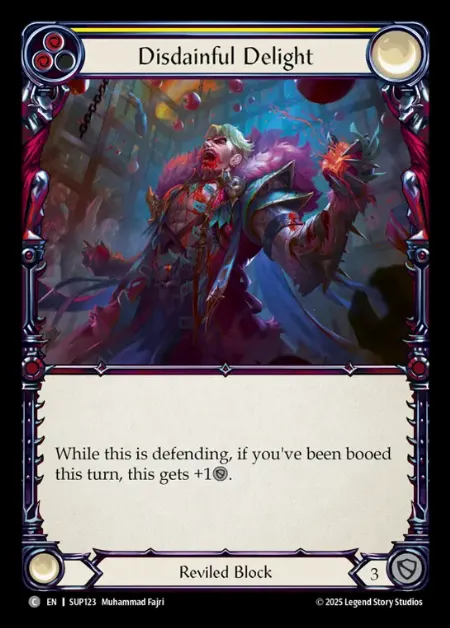 Disdainful Delight
While this is defending, if you've been booed
this turn, this gets +1.
Reviled Block
3
C EN | SUP123 Muhammad Fajri
© 2025 Legend Story Studios